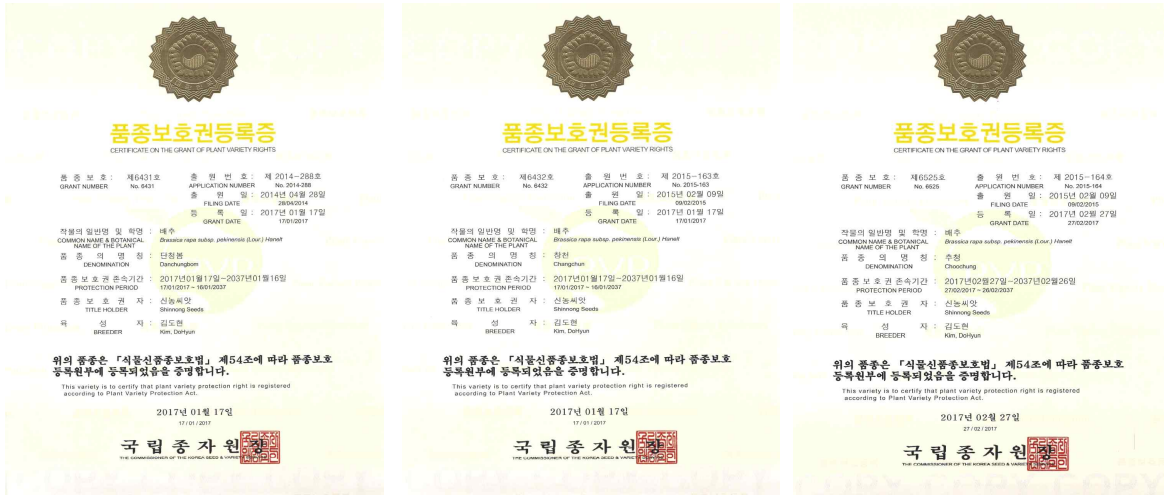 품종보호권등록증
CERTIFICATE ON THE GRANT OF PLANT VARIETY RIGHTS
품 종 보 호 : 제6431호 출 원 번 호 : 제 2014-288호
GRANT NUMBER No. 6431 APPLICATION NUMBER No. 2014-288
출 원 일 : 2014년 04월 28일
FILING DATE 28/04/2014
등 록 일 : 2017년 01월 17일
GRANT DATE 17/01/2017
작물의 일반명 및 학명 : 배추
COMMON NAME & BOTANICAL NAME OF THE PLANT Brassica rapa subsp. pekinensis (Lour.) Hanelt
품 종 의 명 칭 : 단청봄
DENOMINATION Danchungbom
품 종 보 호 권 존속기간 : 2017년01월17일~2037년01월16일
PROTECTION PERIOD 17/01/2017 ~ 16/01/2037
품 종 보 호 권 자 : 신농씨앗
TITLE HOLDER Shinnong Seeds
육 성 자 : 김도현
BREEDER Kim, DoHyun
위의 품종은 「식물신품종보호법」 제54조에 따라 품종보호
등록원부에 등록되었음을 증명합니다.
This variety is to certify that plant variety protection right is registered
according to Plant Variety Protection Act.
2017년 01월 17일
17 / 01 / 2017
국 립 종 자 원 장
THE COMMISSIONER OF THE KOREA SEED & VARIETY
품종보호권등록증
CERTIFICATE ON THE GRANT OF PLANT VARIETY RIGHTS
품 종 보 호 : 제6432호 출 원 번 호 : 제 2015-163호
GRANT NUMBER No. 6432 APPLICATION NUMBER No. 2015-163
출 원 일 : 2015년 02월 09일
FILING DATE 09/02/2015
등 록 일 : 2017년 01월 17일
GRANT DATE 17/01/2017
작물의 일반명 및 학명 : 배추
COMMON NAME & BOTANICAL NAME OF THE PLANT Brassica rapa subsp. pekinensis (Lour.) Hanelt
품 종 의 명 칭 : 창천
DENOMINATION Changchun
품 종 보 호 권 존속기간 : 2017년01월17일~2037년01월16일
PROTECTION PERIOD 17/01/2017 ~ 16/01/2037
품 종 보 호 권 자 : 신농씨앗
TITLE HOLDER Shinnong Seeds
육 성 자 : 김도현
BREEDER Kim, DoHyun
위의 품종은 「식물신품종보호법」 제54조에 따라 품종보호
등록원부에 등록되었음을 증명합니다.
This variety is to certify that plant variety protection right is registered
according to Plant Variety Protection Act.
2017년 01월 17일
17 / 01 / 2017
국 립 종 자 원 장
THE COMMISSIONER OF THE KOREA SEED & VARIETY
품종보호권등록증
CERTIFICATE ON THE GRANT OF PLANT VARIETY RIGHTS
품 종 보 호 : 제6525호 출 원 번 호 : 제 2015-164호
GRANT NUMBER No. 6525 APPLICATION NUMBER No. 2015-164
출 원 일 : 2015년 02월 09일
FILING DATE 09/02/2015
등 록 일 : 2017년 02월 27일
GRANT DATE 27/02/2017
작물의 일반명 및 학명 : 배추
COMMON NAME & BOTANICAL NAME OF THE PLANT Brassica rapa subsp. pekinensis (Lour.) Hanelt
품 종 의 명 칭 : 추청
DENOMINATION Choochung
품 종 보 호 권 존속기간 : 2017년02월27일~2037년02월26일
PROTECTION PERIOD 27/02/2017 ~ 26/02/2037
품 종 보 호 권 자 : 신농씨앗
TITLE HOLDER Shinnong Seeds
육 성 자 : 김도현
BREEDER Kim, DoHyun
위의 품종은 「식물신품종보호법」 제54조에 따라 품종보호
등록원부에 등록되었음을 증명합니다.
This variety is to certify that plant variety protection right is registered
according to Plant Variety Protection Act.
2017년 02월 27일
27 / 02 / 2017
국 립 종 자 원 장
THE COMMISSIONER OF THE KOREA SEED & VARIETY